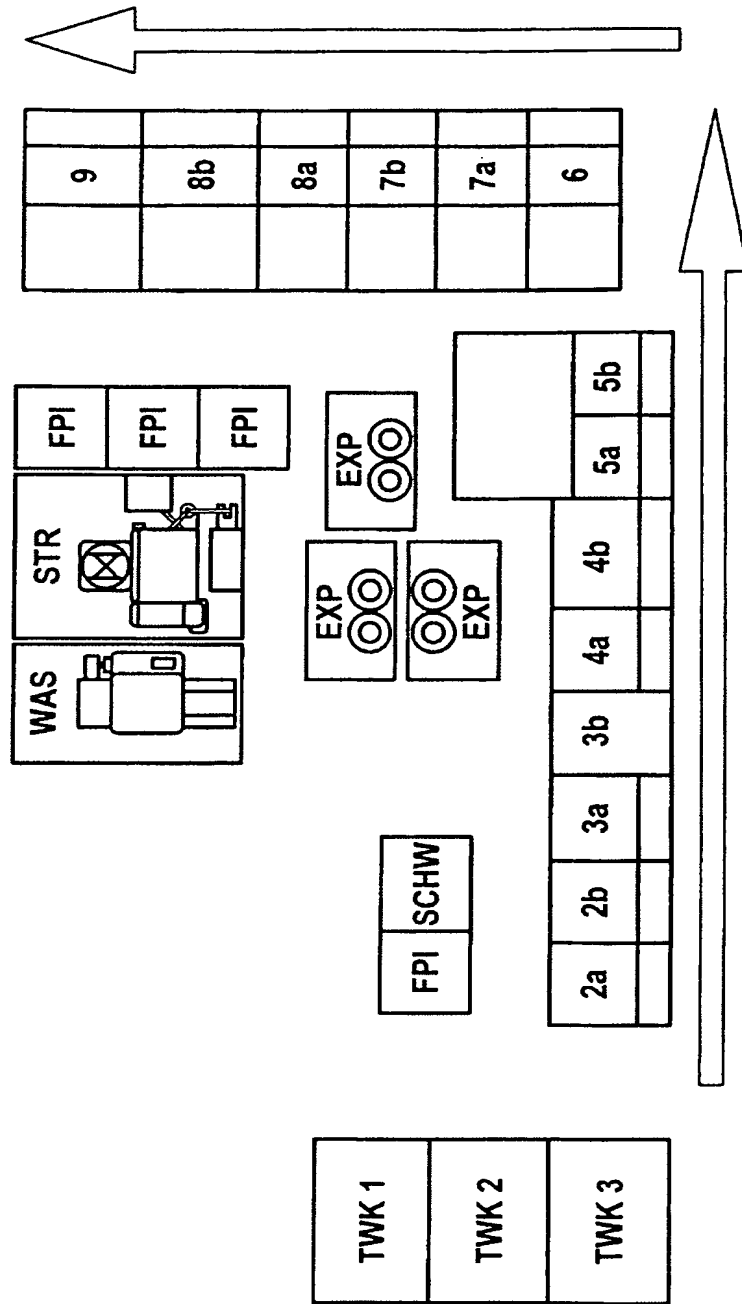 9
8b
8a
7b
7a
6
FPI
FPI
FPI
STR
WAS
EXP
EXP
EXP
5b
5a
4b
4a
3b
3a
2b
2a
FPI
SCHW
TWK 1
TWK 2
TWK 3